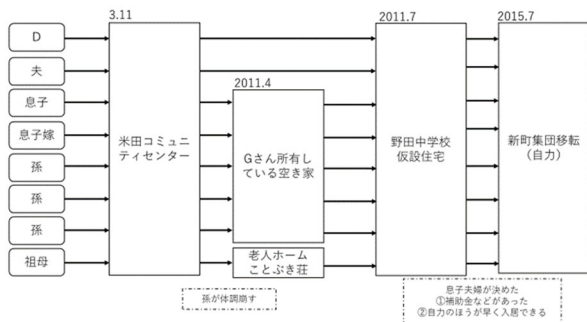 3.11
2011.7
2015.7
D
夫
2011.4
息子
息子嫁
孫
孫
孫
祖母
米田コミュニ
ティセンター
Gさん所有し
ている空き家
老人ホーム
ことぶき荘
野田中学校
仮設住宅
新町集団移転
(自力)
孫が体調崩す
息子夫婦が決めた
①補助金などがあった
②自力のほうが早く入居できる